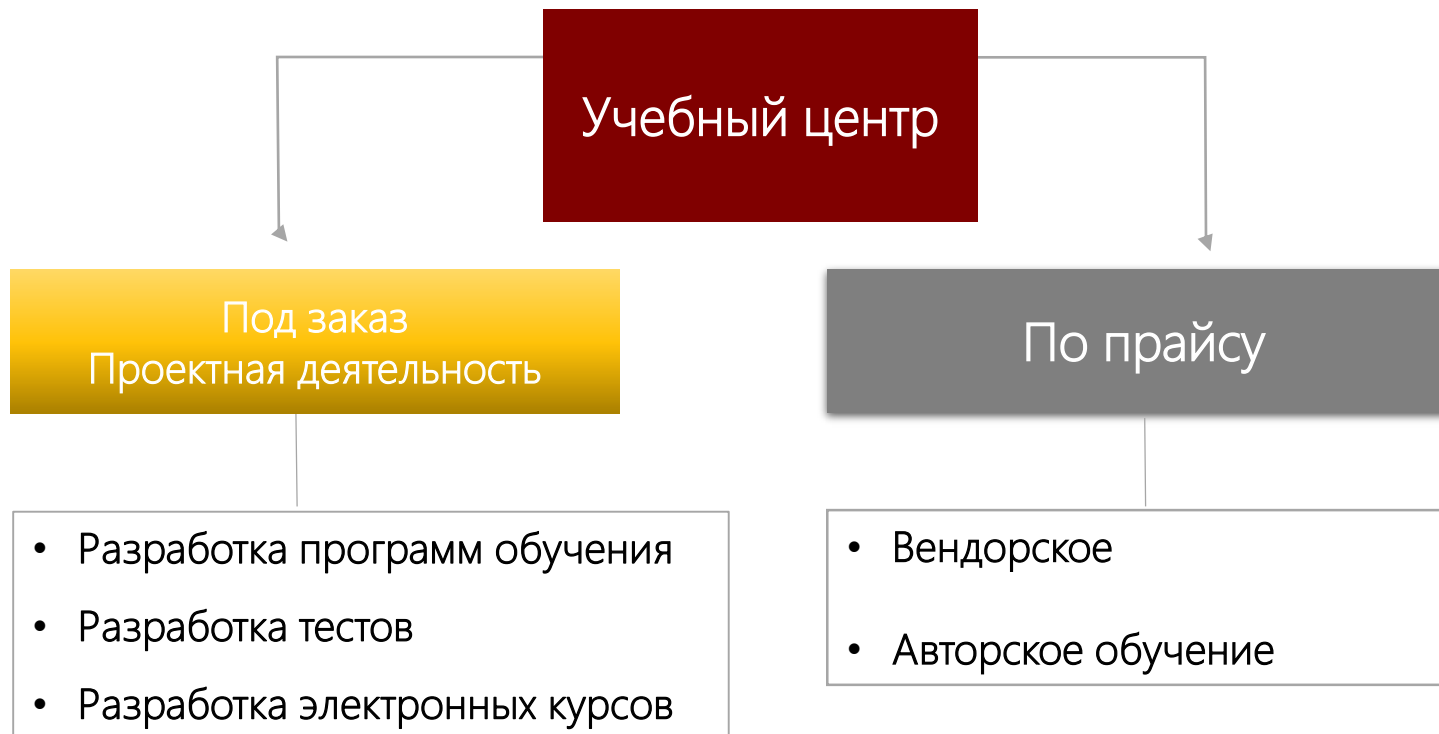 Учебный центр
Под заказ
Проектная деятельность
По прайсу
• Разработка программ обучения
• Разработка тестов
• Разработка электронных курсов
• Вендорское
• Авторское обучение